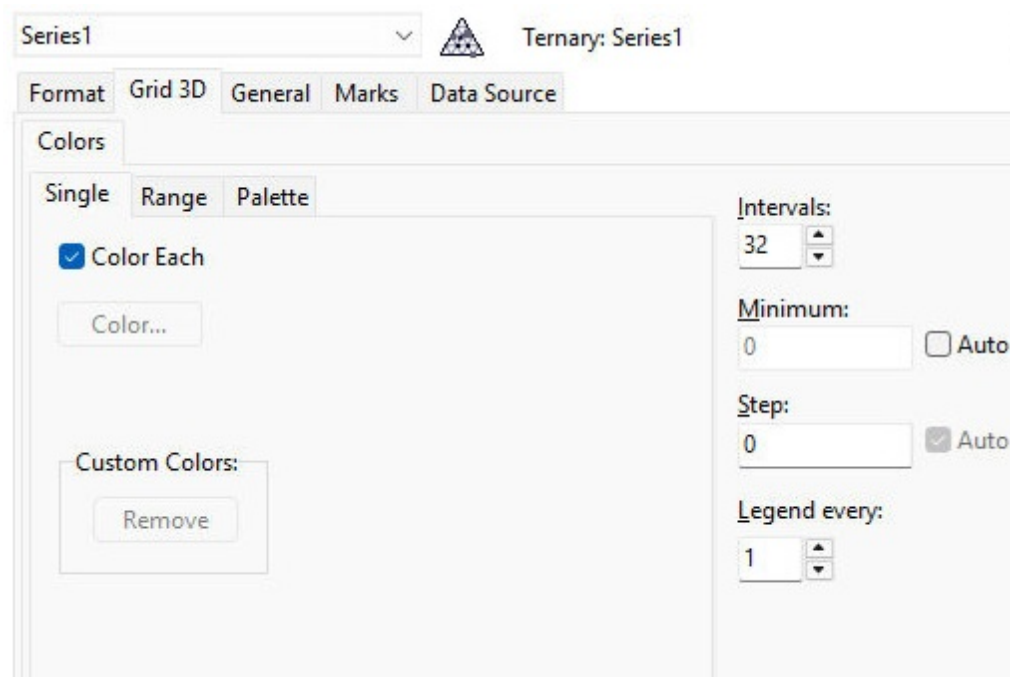 Series1 Ternary: Series1
Format Grid 3D General Marks Data Source
Colors
Single Range Palette
Intervals:
Color Each
32
Color...
Minimum:
0 Auto
Step:
0 Auto
Custom Colors:
Remove
Legend every:
1